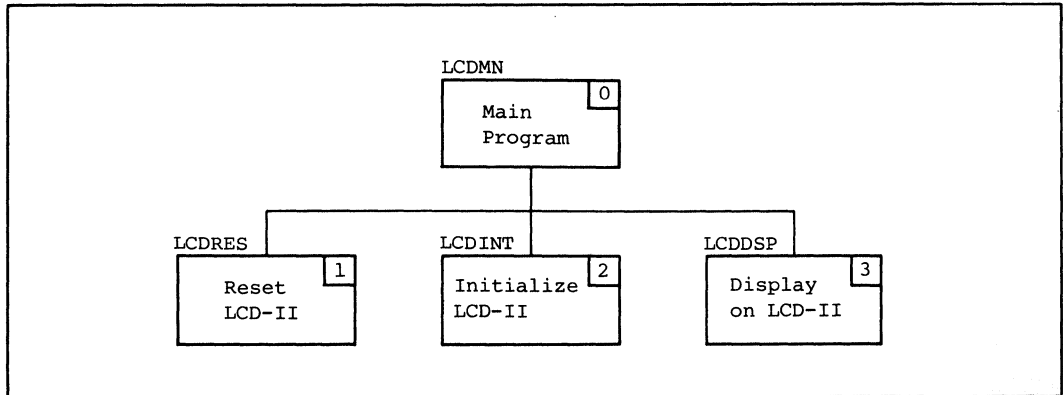 LCDMN
0
Main
Program
LCDRES
1
Reset
LCD-II
LCDINT
2
Initialize
LCD-II
LCDDSP
3
Display
on LCD-II